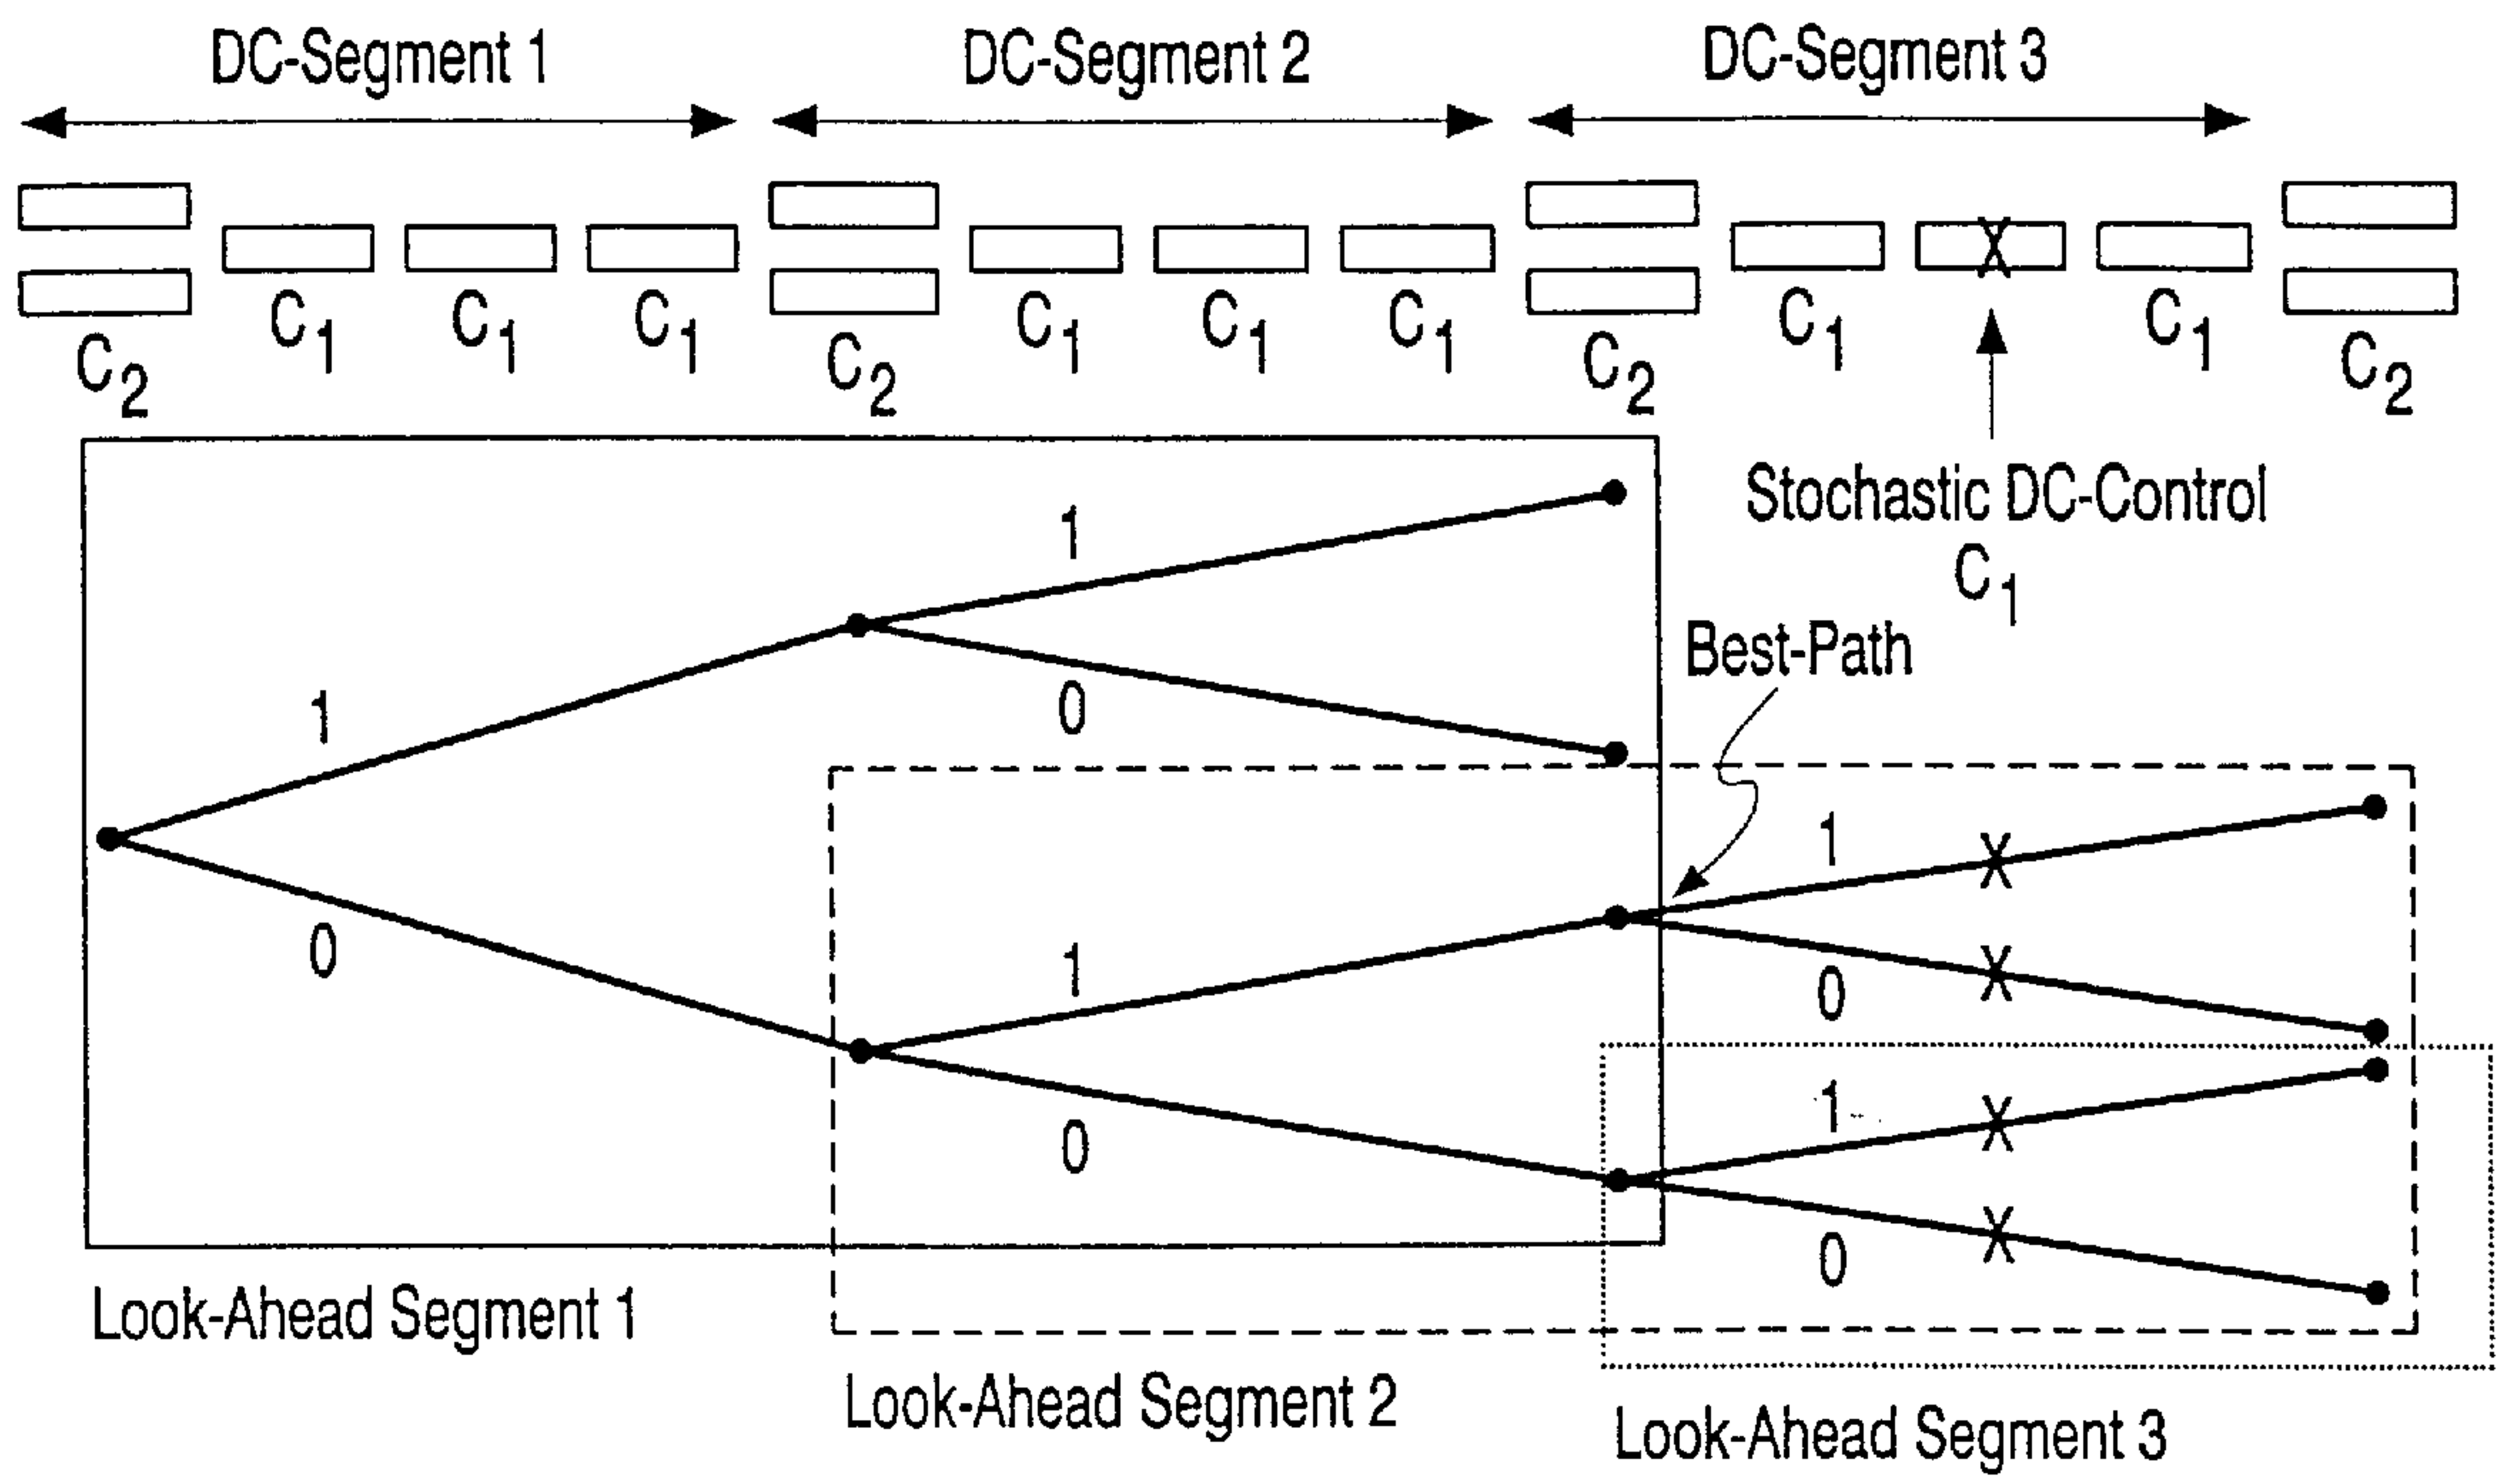 DC-Segment 1
DC-Segment 2
DC-Segment 3
C1
C1
C1
C1
C1
C1
X
C1
C1
C2
C2
C2
C2
Stochastic DC-Control
C1
1
Best-Path
1
0
1
X
0
1
X
0
1
X
0
X
0
Look-Ahead Segment 1
Look-Ahead Segment 2
Look-Ahead Segment 3